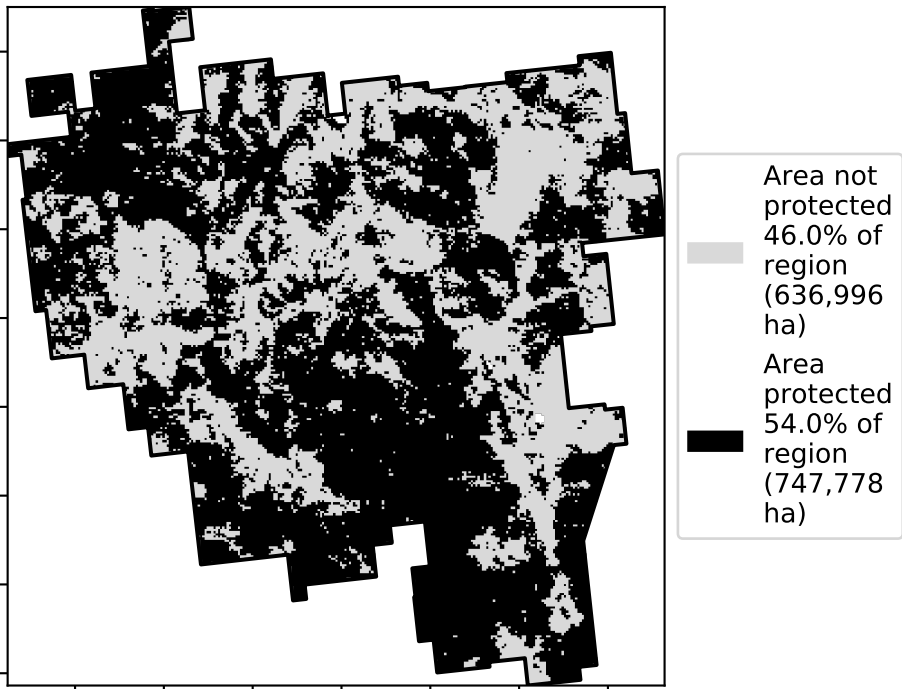 Area not
protected
46.0% of
region
(636,996
ha)
Area
protected
54.0% of
region
(747,778
ha)